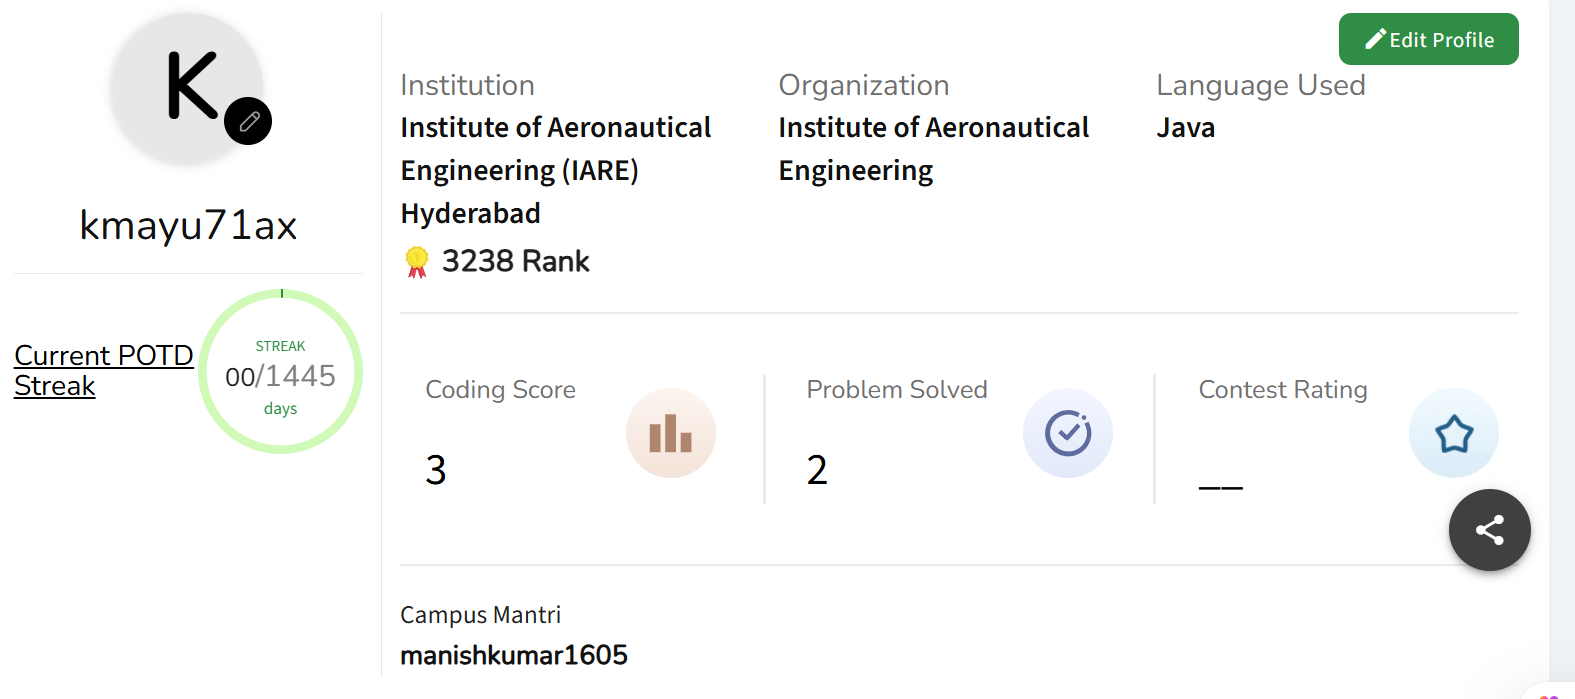 K
kmayu71ax
Current POTD
Streak
STREAK
00/1445
days
Edit Profile
Institution
Institute of Aeronautical
Engineering (IARE)
Hyderabad
3238 Rank
Organization
Institute of Aeronautical
Engineering
Language Used
Java
Coding Score
3
Problem Solved
2
Contest Rating
__
Campus Mantri
manishkumar1605